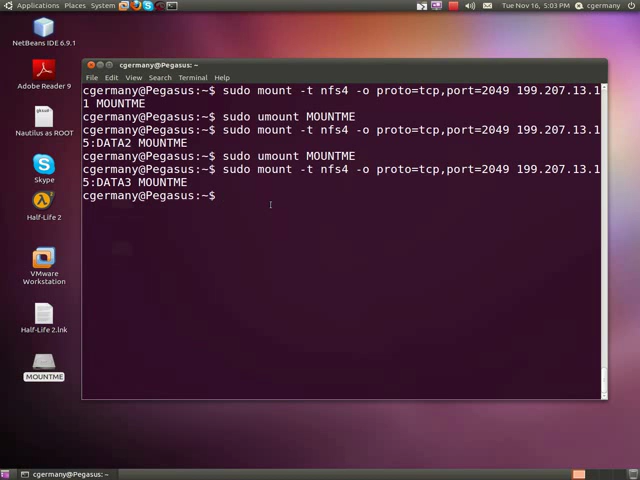 Applications Places System
Tue Nov 16, 5:03 PM cgermany
NetBeans IDE 6.9.1
Adobe Reader 9
Nautilus as ROOT
Skype
Half-Life 2
VMware
Workstation
Half-Life 2.lnk
MOUNTME
cgermany@Pegasus: ~
File Edit View Search Terminal Help
cgermany@Pegasus:~$ sudo mount -t nfs4 -o proto=tcp,port=2049 199.207.13.1
1 MOUNTME
cgermany@Pegasus:~$ sudo umount MOUNTME
cgermany@Pegasus:~$ sudo mount -t nfs4 -o proto=tcp,port=2049 199.207.13.1
5:DATA2 MOUNTME
cgermany@Pegasus:~$ sudo umount MOUNTME
cgermany@Pegasus:~$ sudo mount -t nfs4 -o proto=tcp,port=2049 199.207.13.1
5:DATA3 MOUNTME
cgermany@Pegasus:~$
cgermany@Pegasus: ~